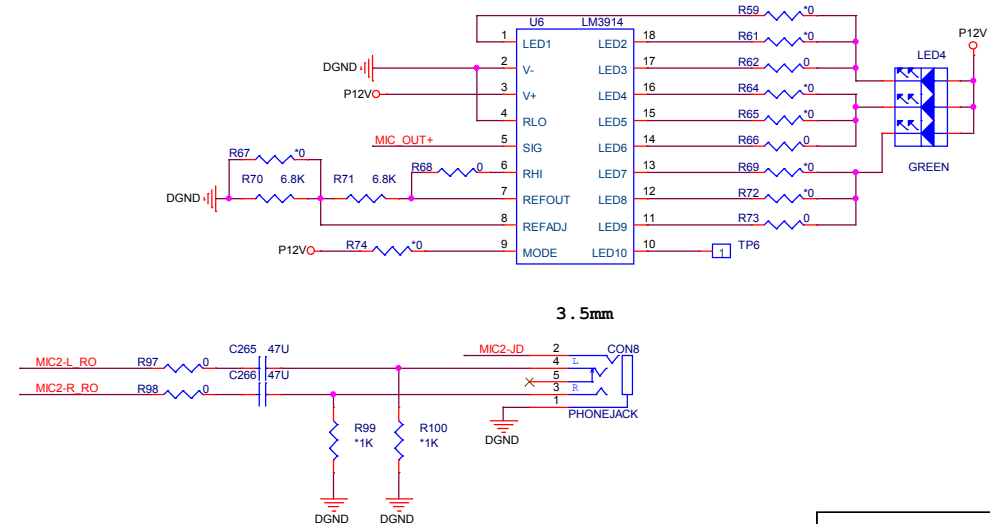 R59 *0
U6 LM3914
1 LED1 LED2 18 R61 *0 P12V
DGND 2 V- LED3 17 R62 0 LED4
P12V 3 V+ LED4 16 R64 *0
4 RLO LED5 15 R65 *0
MIC_OUT+ 5 SIG LED6 14 R66 0
R67 *0 R68 0 6 RHI LED7 13 R69 *0 GREEN
R70 6.8K R71 6.8K
DGND 7 REFOUT LED8 12 R72 *0
8 REFADJ LED9 11 R73 0
P12V R74 *0 9 MODE LED10 10 1 TP6
3.5mm
MIC2-JD 2 CON8
MIC2-L_RO R97 0 C265 47U 4 L
5
MIC2-R_RO R98 0 C266 47U 3 R
1
PHONEJACK
R99 R100 DGND
*1K *1K
DGND DGND